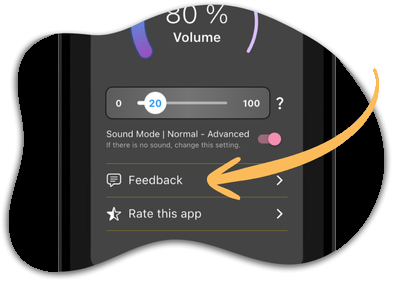 80 %
Volume
0 20 100 ?
Sound Mode | Normal - Advanced
If there is no sound, change this setting.
Feedback
Rate this app